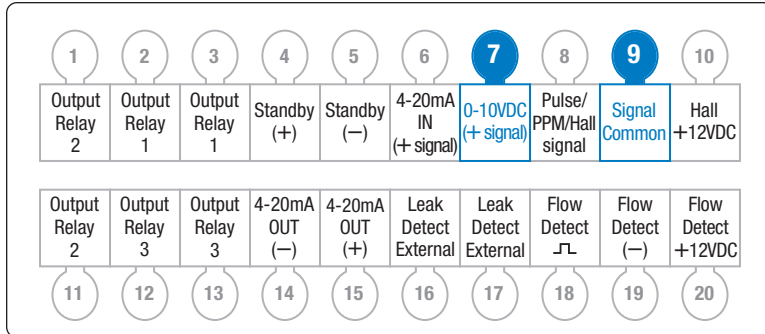 1 2 3 4 5 6 7 8 9 10
Output Relay 2
Output Relay 1
Output Relay 1
Standby (+)
Standby (—)
4-20mA IN (+ signal)
0-10VDC (+ signal)
Pulse/ PPM/Hall signal
Signal Common
Hall +12VDC
Output Relay 2
Output Relay 3
Output Relay 3
4-20mA OUT (—)
4-20mA OUT (+)
Leak Detect External
Leak Detect External
Flow Detect
Flow Detect (—)
Flow Detect +12VDC
11 12 13 14 15 16 17 18 19 20